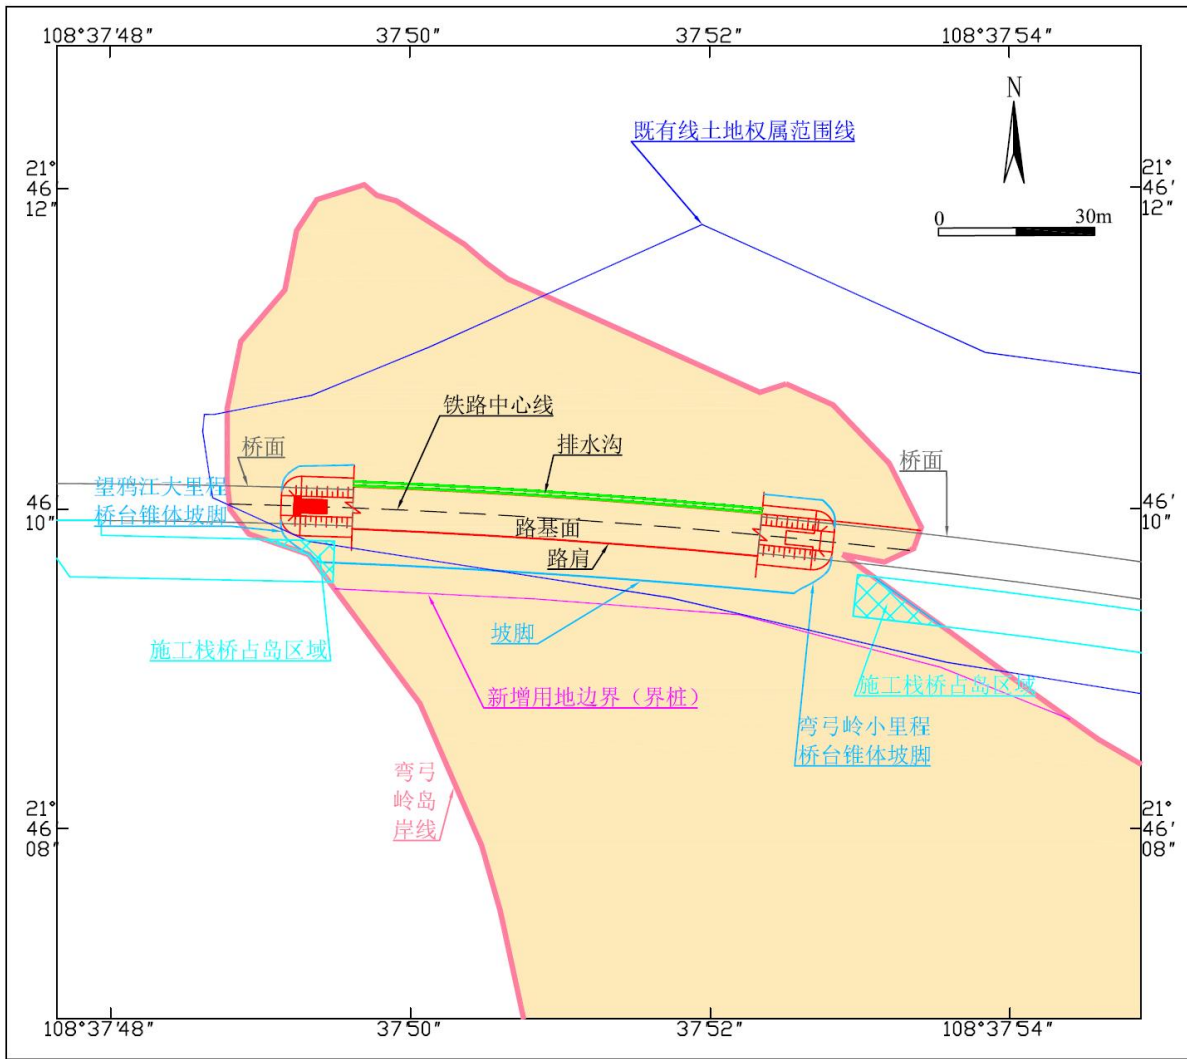 108°37′48″ 37′50″ 37′52″ 108°37′54″
N
既有线土地权属范围线
21°
46′
12″
21°
46′
12″
0 30m
铁路中心线
桥面
排水沟
桥面
望鸦江大里程
桥台锥体坡脚
46′
10″
46′
10″
路基面
路肩
施工栈桥占岛区域
坡脚
新增用地边界（界桩）
施工栈桥占岛区域
弯弓岭小里程
桥台锥体坡脚
弯弓
岭岛
岸线
21°
46′
08″
21°
46′
08″
108°37′48″ 37′50″ 37′52″ 108°37′54″